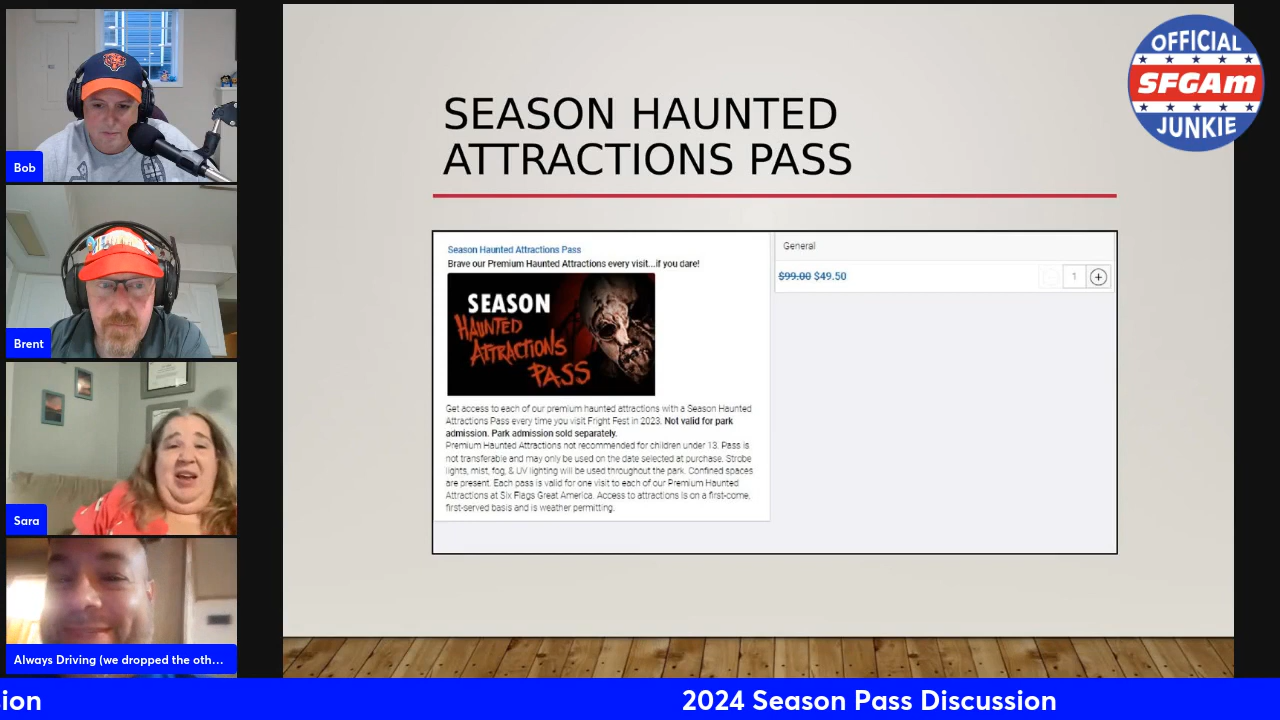 Bob
Brent
Sara
Always Driving (we dropped the oth...
SEASON HAUNTED
ATTRACTIONS PASS
OFFICIAL
SFGAm
JUNKIE
Season Haunted Attractions Pass
Brave our Premium Haunted Attractions every visit...if you dare!
SEASON
HAUNTED
ATTRACTIONS
PASS
Get access to each of our premium haunted attractions with a Season Haunted
Attractions Pass every time you visit Fright Fest in 2023. Not valid for park
admission. Park admission sold separately.
Premium Haunted Attractions not recommended for children under 13. Pass is
not transferable and may only be used on the date selected at purchase. Strobe
lights, mist, fog, & UV lighting will be used throughout the park. Confined spaces
are present. Each pass is valid for one visit to each of our Premium Haunted
Attractions at Six Flags Great America. Access to attractions is on a first-come,
first-served basis and is weather permitting.
General
$99.00 $49.50
1
sion
2024 Season Pass Discussion